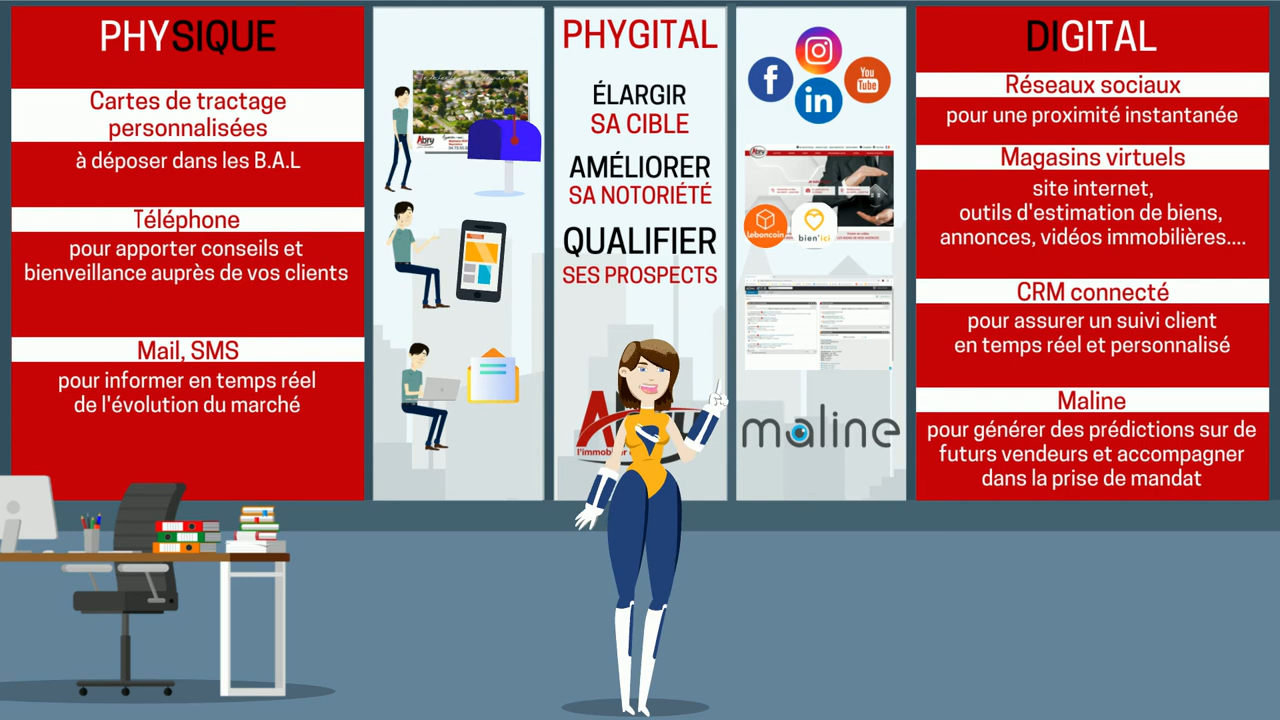 PHYSIQUE
Cartes de tractage
personnalisées
à déposer dans les B.A.L
Téléphone
pour apporter conseils et
bienveillance auprès de vos clients
Mail, SMS
pour informer en temps réel
de l'évolution du marché
PHYGITAL
ÉLARGIR
SA CIBLE
AMÉLIORER
SA NOTORIÉTÉ
QUALIFIER
SES PROSPECTS
l'immobilier
You
Tube
in
leboncoin
bien'ici
maline
DIGITAL
Réseaux sociaux
pour une proximité instantanée
Magasins virtuels
site internet,
outils d'estimation de biens,
annonces, vidéos immobilières....
CRM connecté
pour assurer un suivi client
en temps réel et personnalisé
Maline
pour générer des prédictions sur de
futurs vendeurs et accompagner
dans la prise de mandat